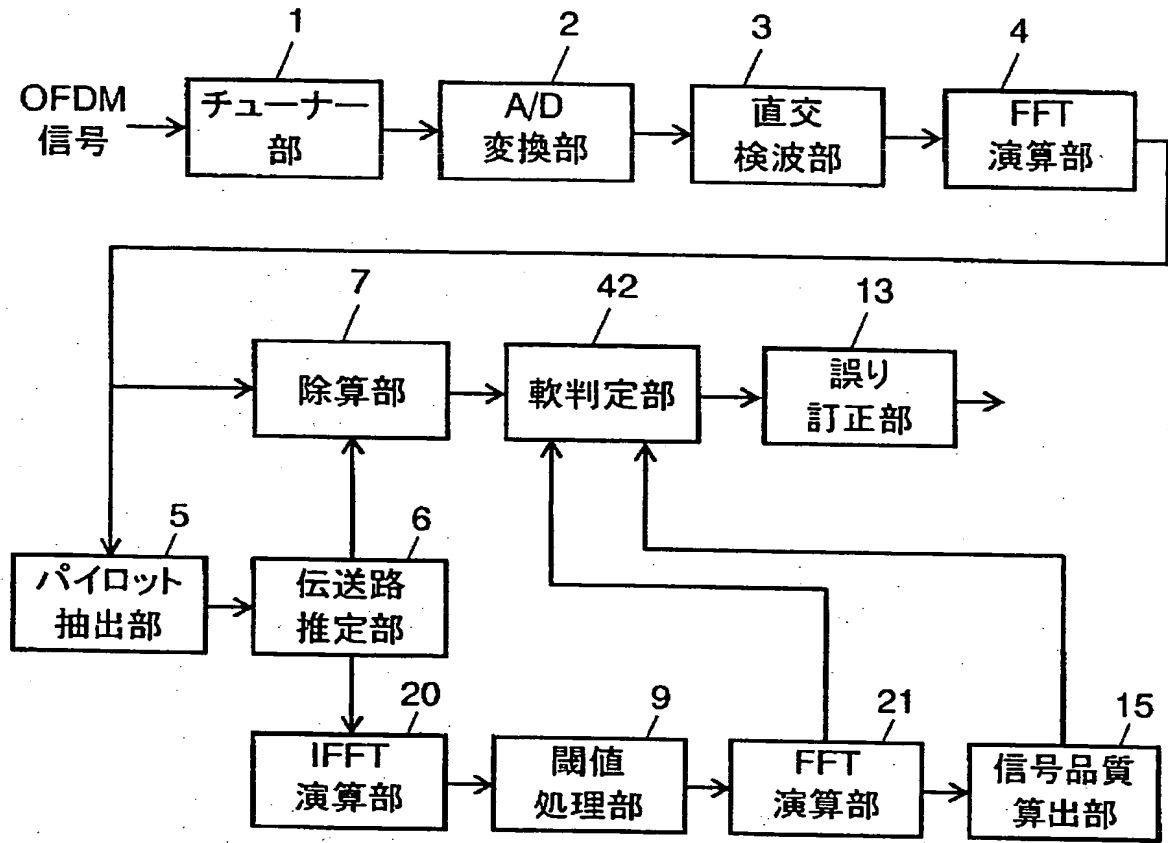 1
2
3
4
OFDM
信号
チューナー
部
A/D
変換部
直交
検波部
FFT
演算部
7
42
13
除算部
軟判定部
誤り
訂正部
5
6
パイロット
抽出部
伝送路
推定部
20
9
21
15
IFFT
演算部
閾値
処理部
FFT
演算部
信号品質
算出部